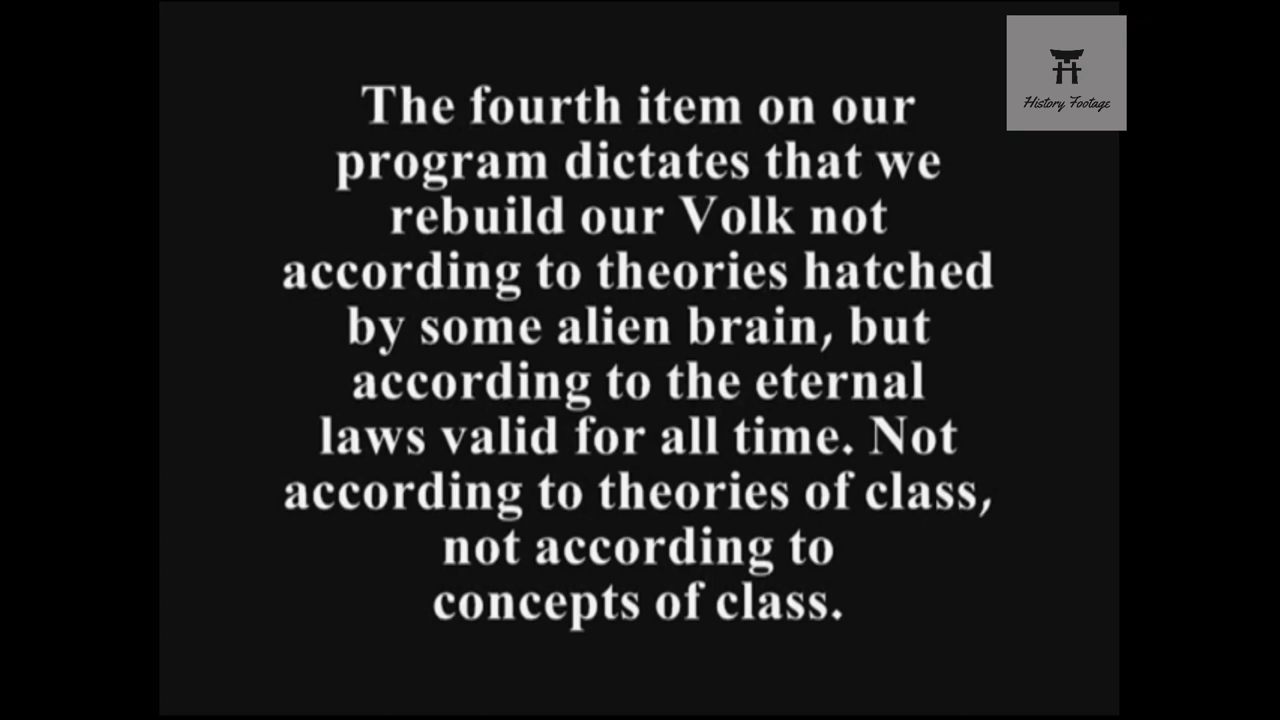 The fourth item on our
program dictates that we
rebuild our Volk not
according to theories hatched
by some alien brain, but
according to the eternal
laws valid for all time. Not
according to theories of class,
not according to
concepts of class.
History Footage